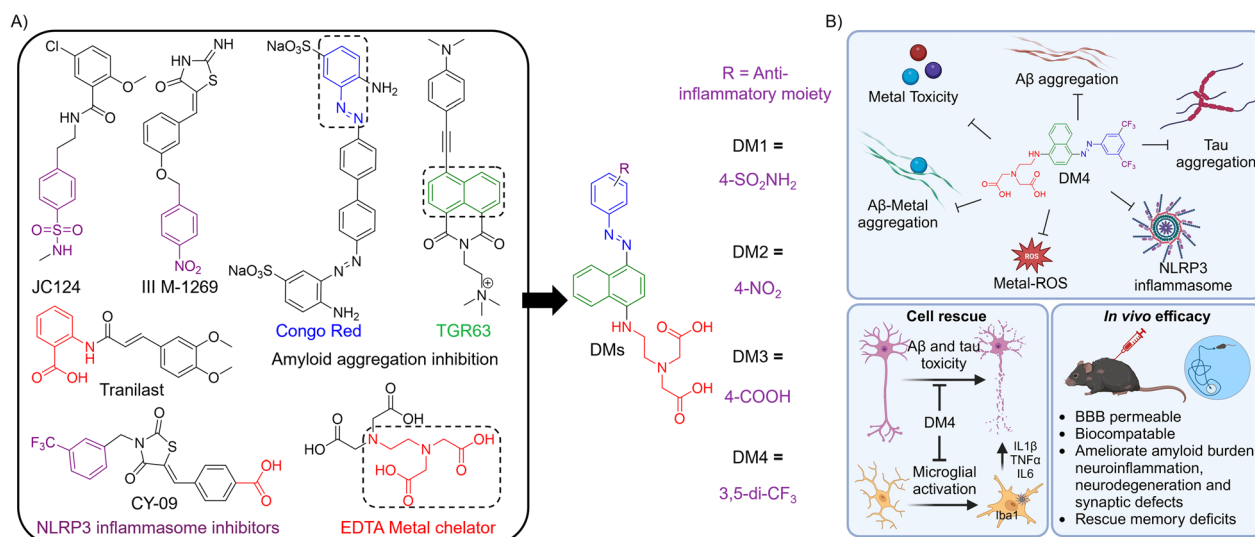 A)
Cl
O
O
HN
O
S
O
HN
JC124
NH
HN
S
O
O
NO2
III M-1269
NaO3S
NH2
N
N
N
N
NaO3S
NH2
Congo Red
N
O
N
O
N
+
TGR63
Amyloid aggregation inhibition
O
N
H
O
OH
O
O
Tranilast
F3C
O
N
S
O
O
OH
CY-09
NLRP3 inflammasome inhibitors
O
OH
O
HO
N
N
O
OH
O
HO
EDTA Metal chelator
R
N
N
HN
O
OH
N
OH
O
DMs
R = Anti-
inflammatory moiety
DM1 =
4-SO2NH2
DM2 =
4-NO2
DM3 =
4-COOH
DM4 =
3,5-di-CF3
B)
Metal Toxicity
Aβ aggregation
Tau
aggregation
CF3
N
N
CF3
HN
O
N
O
OH
OH
DM4
Aβ-Metal
aggregation
ROS
Metal-ROS
NLRP3
inflammasome
Cell rescue
Aβ and tau
toxicity
DM4
Microglial
activation
IL1β
TNFα
IL6
Iba1
In vivo efficacy
• BBB permeable
• Biocompatable
• Ameliorate amyloid burden,
neuroinflammation,
neurodegeneration and
synaptic defects
• Rescue memory deficits